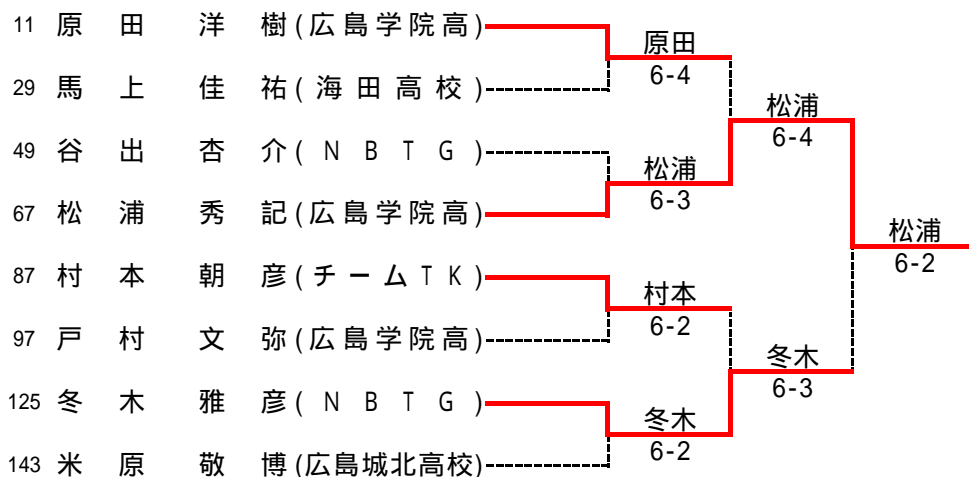 11 原田洋樹(広島学院高)
原田
6-4
29 馬上佳祐(海田高校)
松浦
6-4
49 谷出杏介(NBTG)
松浦
6-3
67 松浦秀記(広島学院高)
松浦
6-2
87 村本朝彦(チームTK)
村本
6-2
97 戸村文弥(広島学院高)
冬木
6-3
125 冬木雅彦(NBTG)
冬木
6-2
143 米原敬博(広島城北高校)